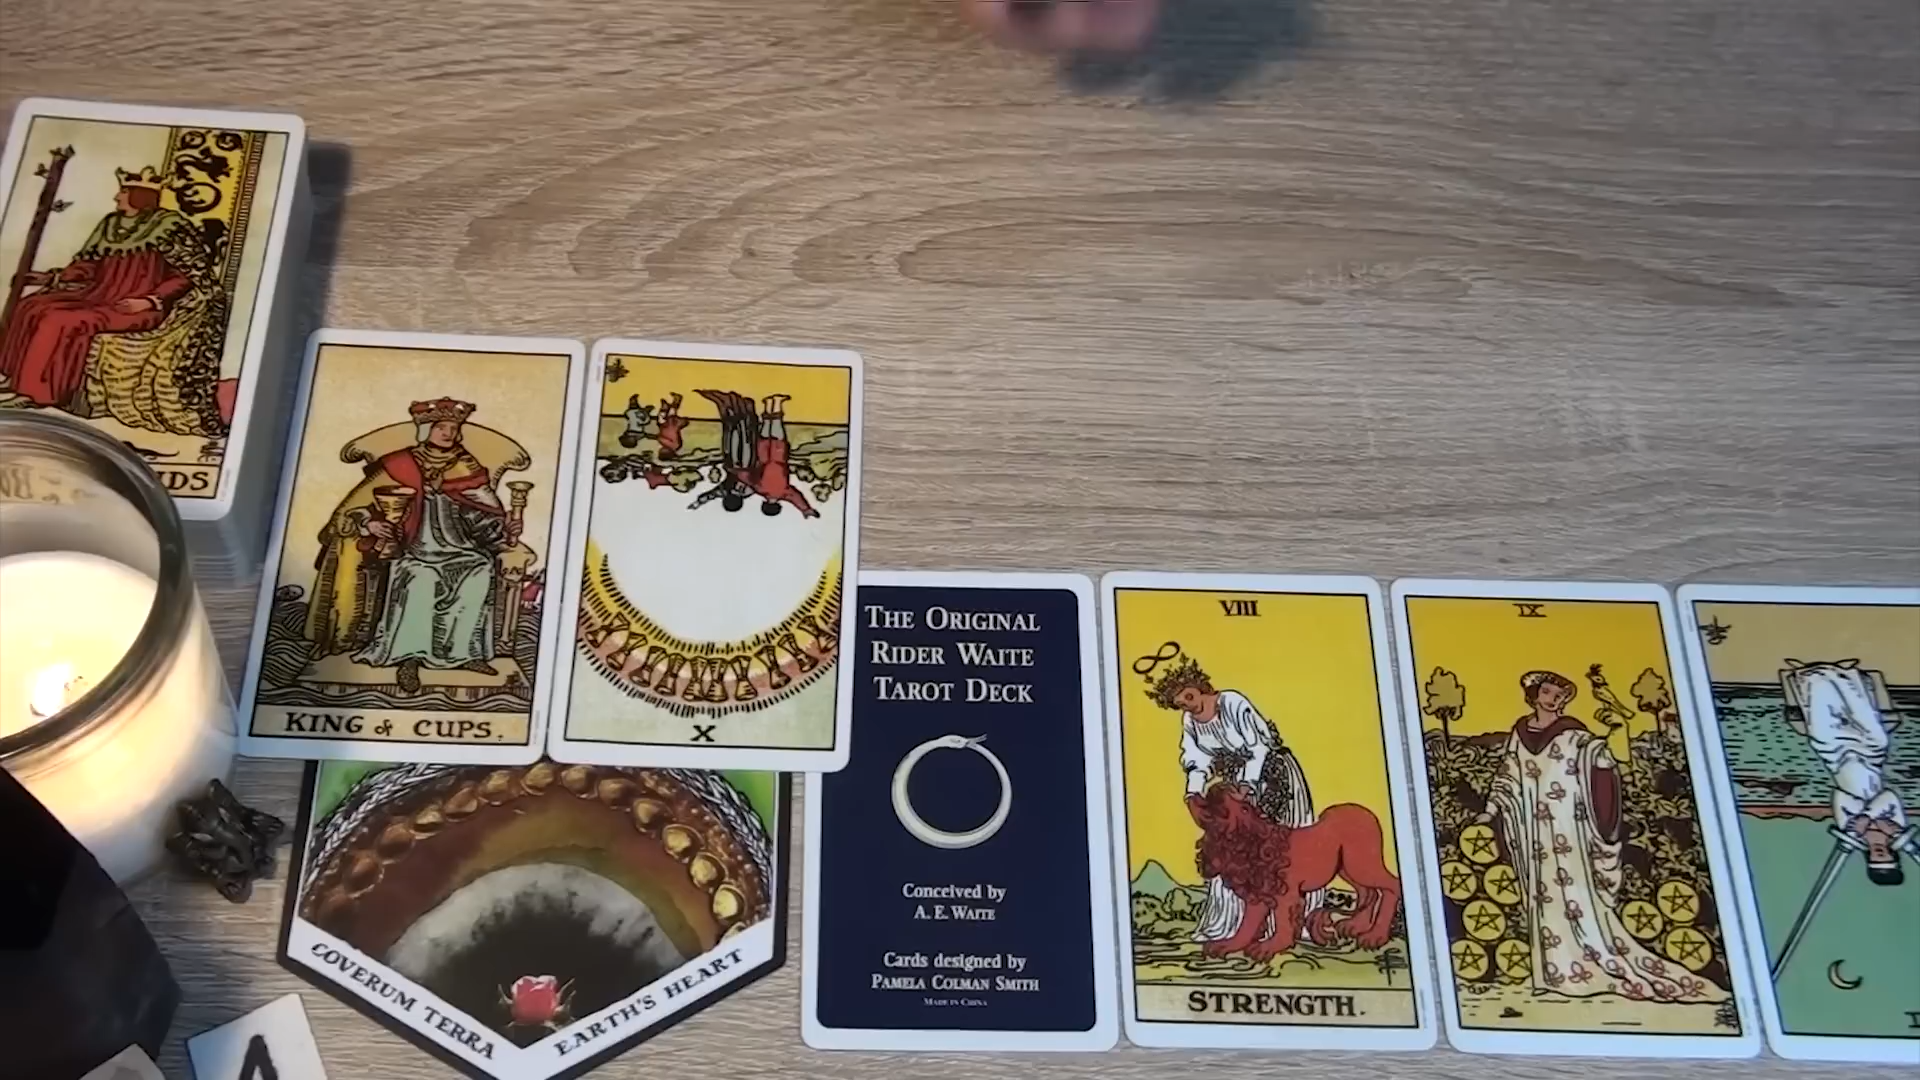 NDS
KING of CUPS.
X
THE ORIGINAL
RIDER WAITE
TAROT DECK
Conceived by
A. E. WAITE
Cards designed by
PAMELA COLMAN SMITH
MADE IN CHINA
VIII
STRENGTH.
IX
COVERUM TERRA
EARTH'S HEART